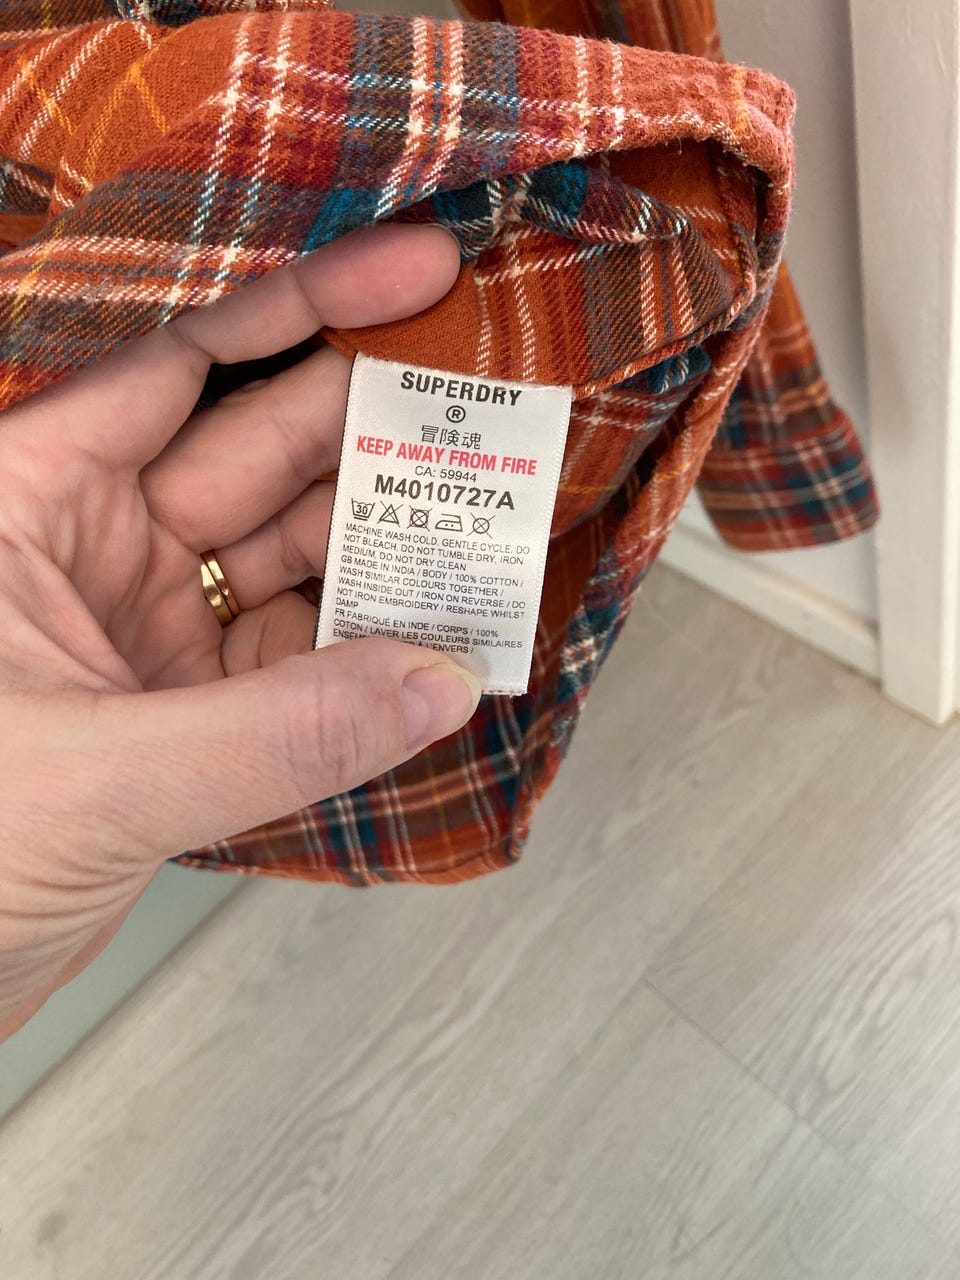 SUPERDRY
®
冒険魂
KEEP AWAY FROM FIRE
CA: 59944
M4010727A
30
MACHINE WASH COLD, GENTLE CYCLE, DO
NOT BLEACH, DO NOT TUMBLE DRY, IRON
MEDIUM, DO NOT DRY CLEAN
GB MADE IN INDIA / BODY / 100% COTTON /
WASH SIMILAR COLOURS TOGETHER /
WASH INSIDE OUT / IRON ON REVERSE / DO
NOT IRON EMBROIDERY / RESHAPE WHILST
DAMP
FR FABRIQUÉ EN INDE / CORPS / 100%
COTON / LAVER LES COULEURS SIMILAIRES
L'ENVERS /